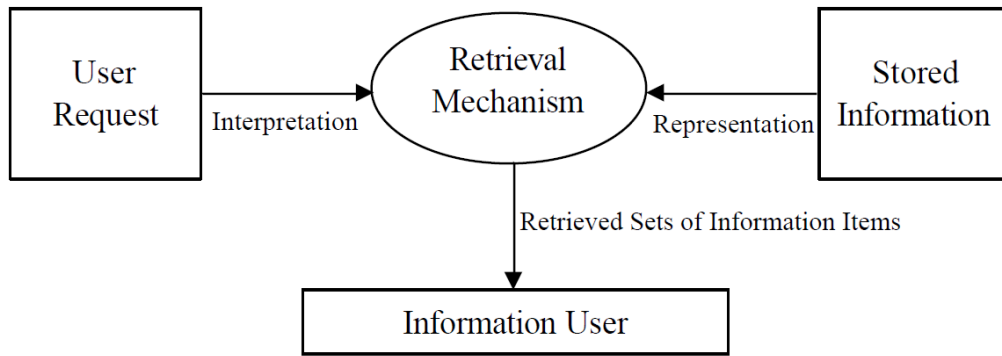 User
Request
Interpretation
Retrieval
Mechanism
Representation
Stored
Information
Retrieved Sets of Information Items
Information User